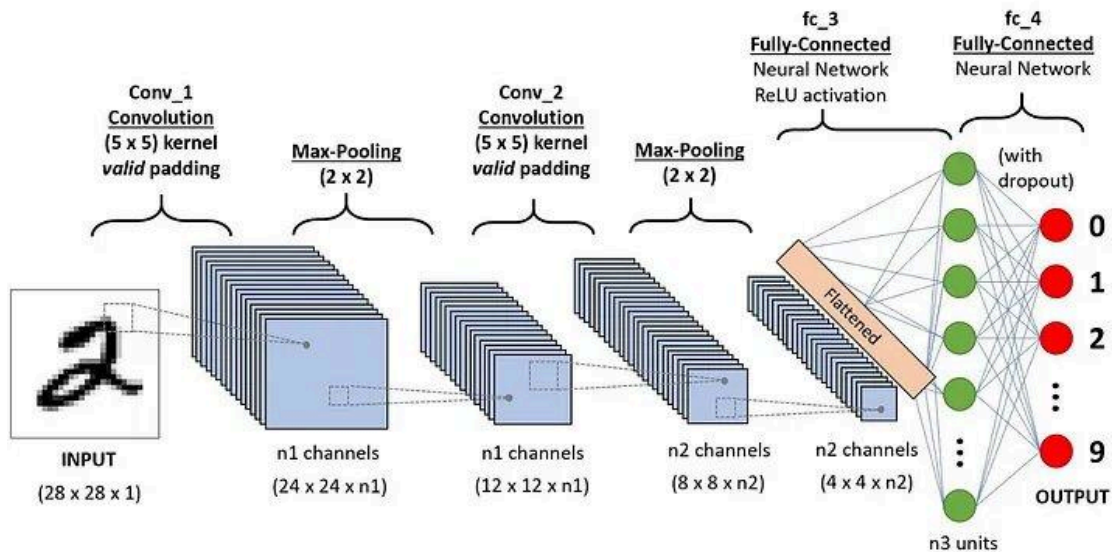 fc_3
Fully-Connected
Neural Network
ReLU activation
fc_4
Fully-Connected
Neural Network
Conv_1
Convolution
(5 x 5) kernel
valid padding
Max-Pooling
(2 x 2)
Conv_2
Convolution
(5 x 5) kernel
valid padding
Max-Pooling
(2 x 2)
(with
dropout)
0
1
2
9
Flattened
2
INPUT
(28 x 28 x 1)
n1 channels
(24 x 24 x n1)
n1 channels
(12 x 12 x n1)
n2 channels
(8 x 8 x n2)
n2 channels
(4 x 4 x n2)
OUTPUT
n3 units